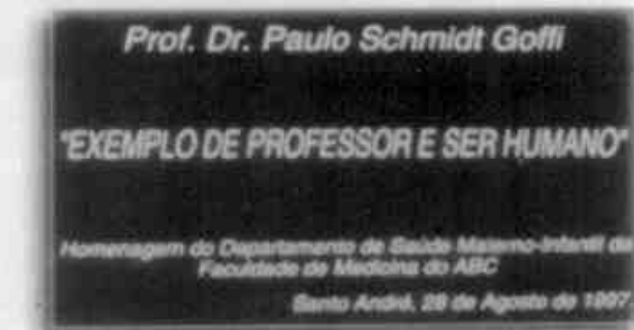 Prof. Dr. Paulo Schmidt Goffi
"EXEMPLO DE PROFESSOR E SER HUMANO"
Homenagem do Departamento de Saúde Materno-Infantil da
Faculdade de Medicina do ABC
Santo André, 28 de Agosto de 1997